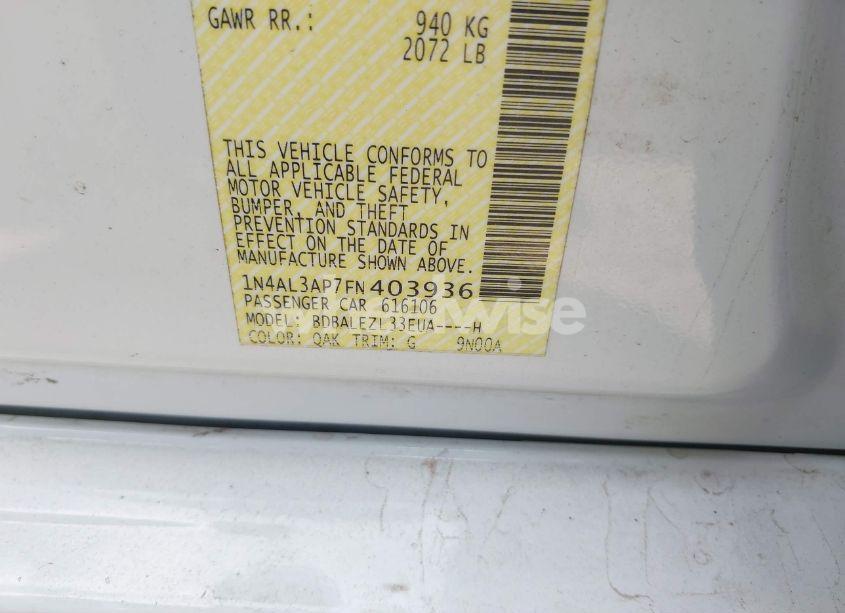 GAWR RR.: 940 KG
2072 LB
THIS VEHICLE CONFORMS TO
ALL APPLICABLE FEDERAL
MOTOR VEHICLE SAFETY,
BUMPER, AND THEFT
PREVENTION STANDARDS IN
EFFECT ON THE DATE OF
MANUFACTURE SHOWN ABOVE.
1N4AL3AP7FN403936
PASSENGER CAR 616106
MODEL: BDBALEZL33EUA----H
COLOR: QAK TRIM: G 9N00A